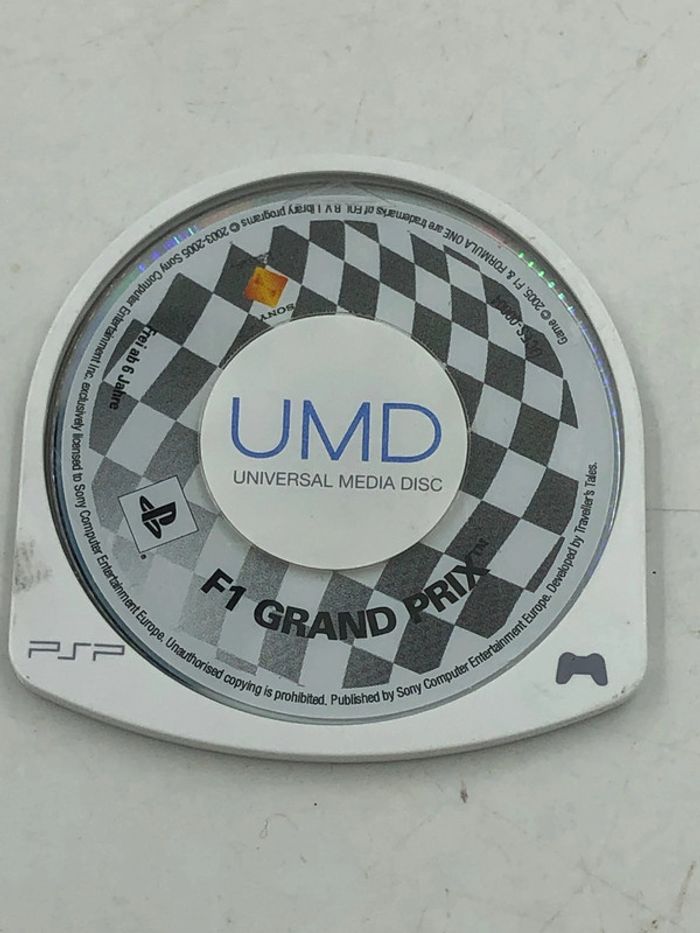 UMD
UNIVERSAL MEDIA DISC
F1 GRAND PRIX™
Frei ab 6 Jahre
SONY
PSP
Game © 2005. F1 & FORMULA ONE are trademarks of FOL B.V. Library programs © 2003-2005 Sony Computer Entertainment Inc. exclusively licensed to Sony Computer Entertainment Europe. Unauthorised copying is prohibited. Published by Sony Computer Entertainment Europe. Developed by Traveller's Tales.